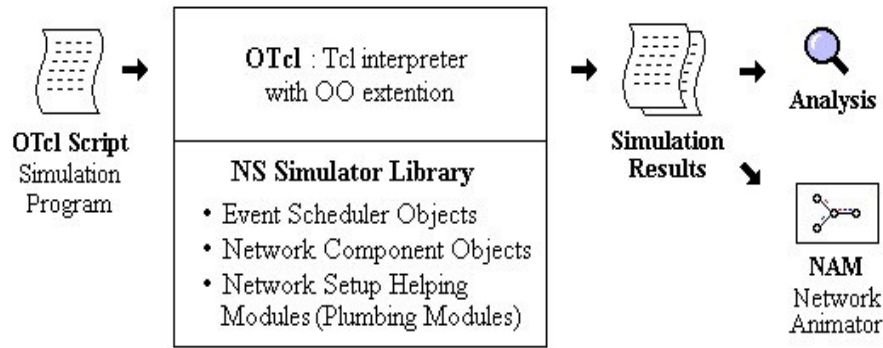 OTcl Script
Simulation
Program
OTcl : Tcl interpreter
with OO extention
NS Simulator Library
• Event Scheduler Objects
• Network Component Objects
• Network Setup Helping
Modules (Plumbing Modules)
Simulation
Results
Analysis
NAM
Network
Animator